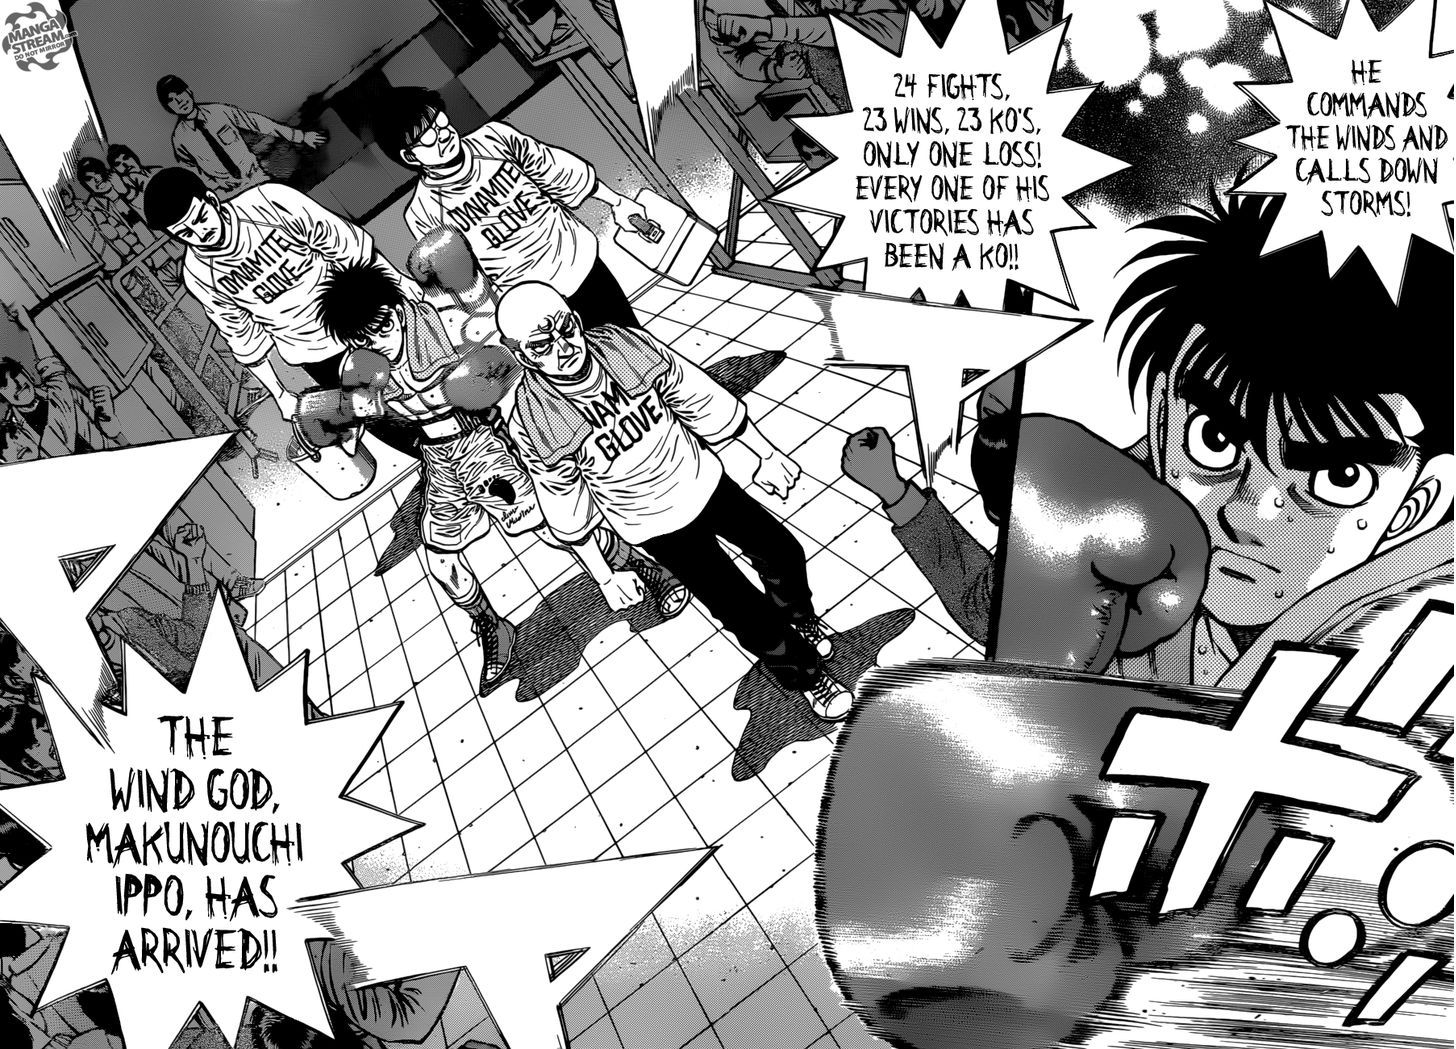 HE
COMMANDS
THE WINDS AND
CALLS DOWN
STORMS!
24 FIGHTS,
23 WINS, 23 KO'S,
ONLY ONE LOSS!
EVERY ONE OF HIS
VICTORIES HAS
BEEN A KO!!
MANGA
STREAM.com
DO NOT MIRROR
DYNAMITE
GLOVE
DYNAMITE
GLOVE
NAMI
GLOVE
THE
WIND GOD,
MAKUNOUCHI
IPPO, HAS
ARRIVED!!